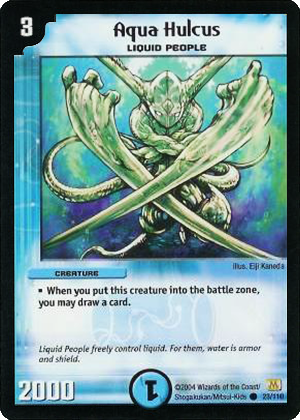 3
Aqua Hulcus
LIQUID PEOPLE
illus. Eiji Kaneda
CREATURE
▪ When you put this creature into the battle zone,
you may draw a card.
Liquid People freely control liquid. For them, water is armor
and shield.
2000
1
©2004 Wizards of the Coast/
Shogakukan/Mitsui-Kids ● 23/110